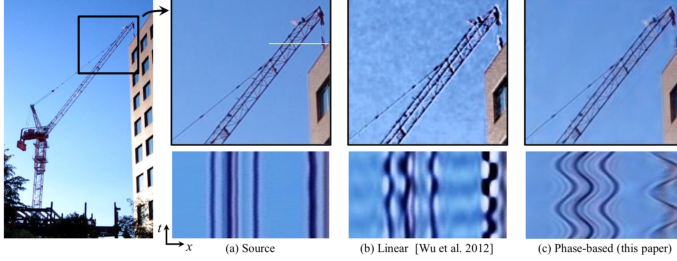 t
x
(a) Source
(b) Linear [Wu et al. 2012]
(c) Phase-based (this paper)